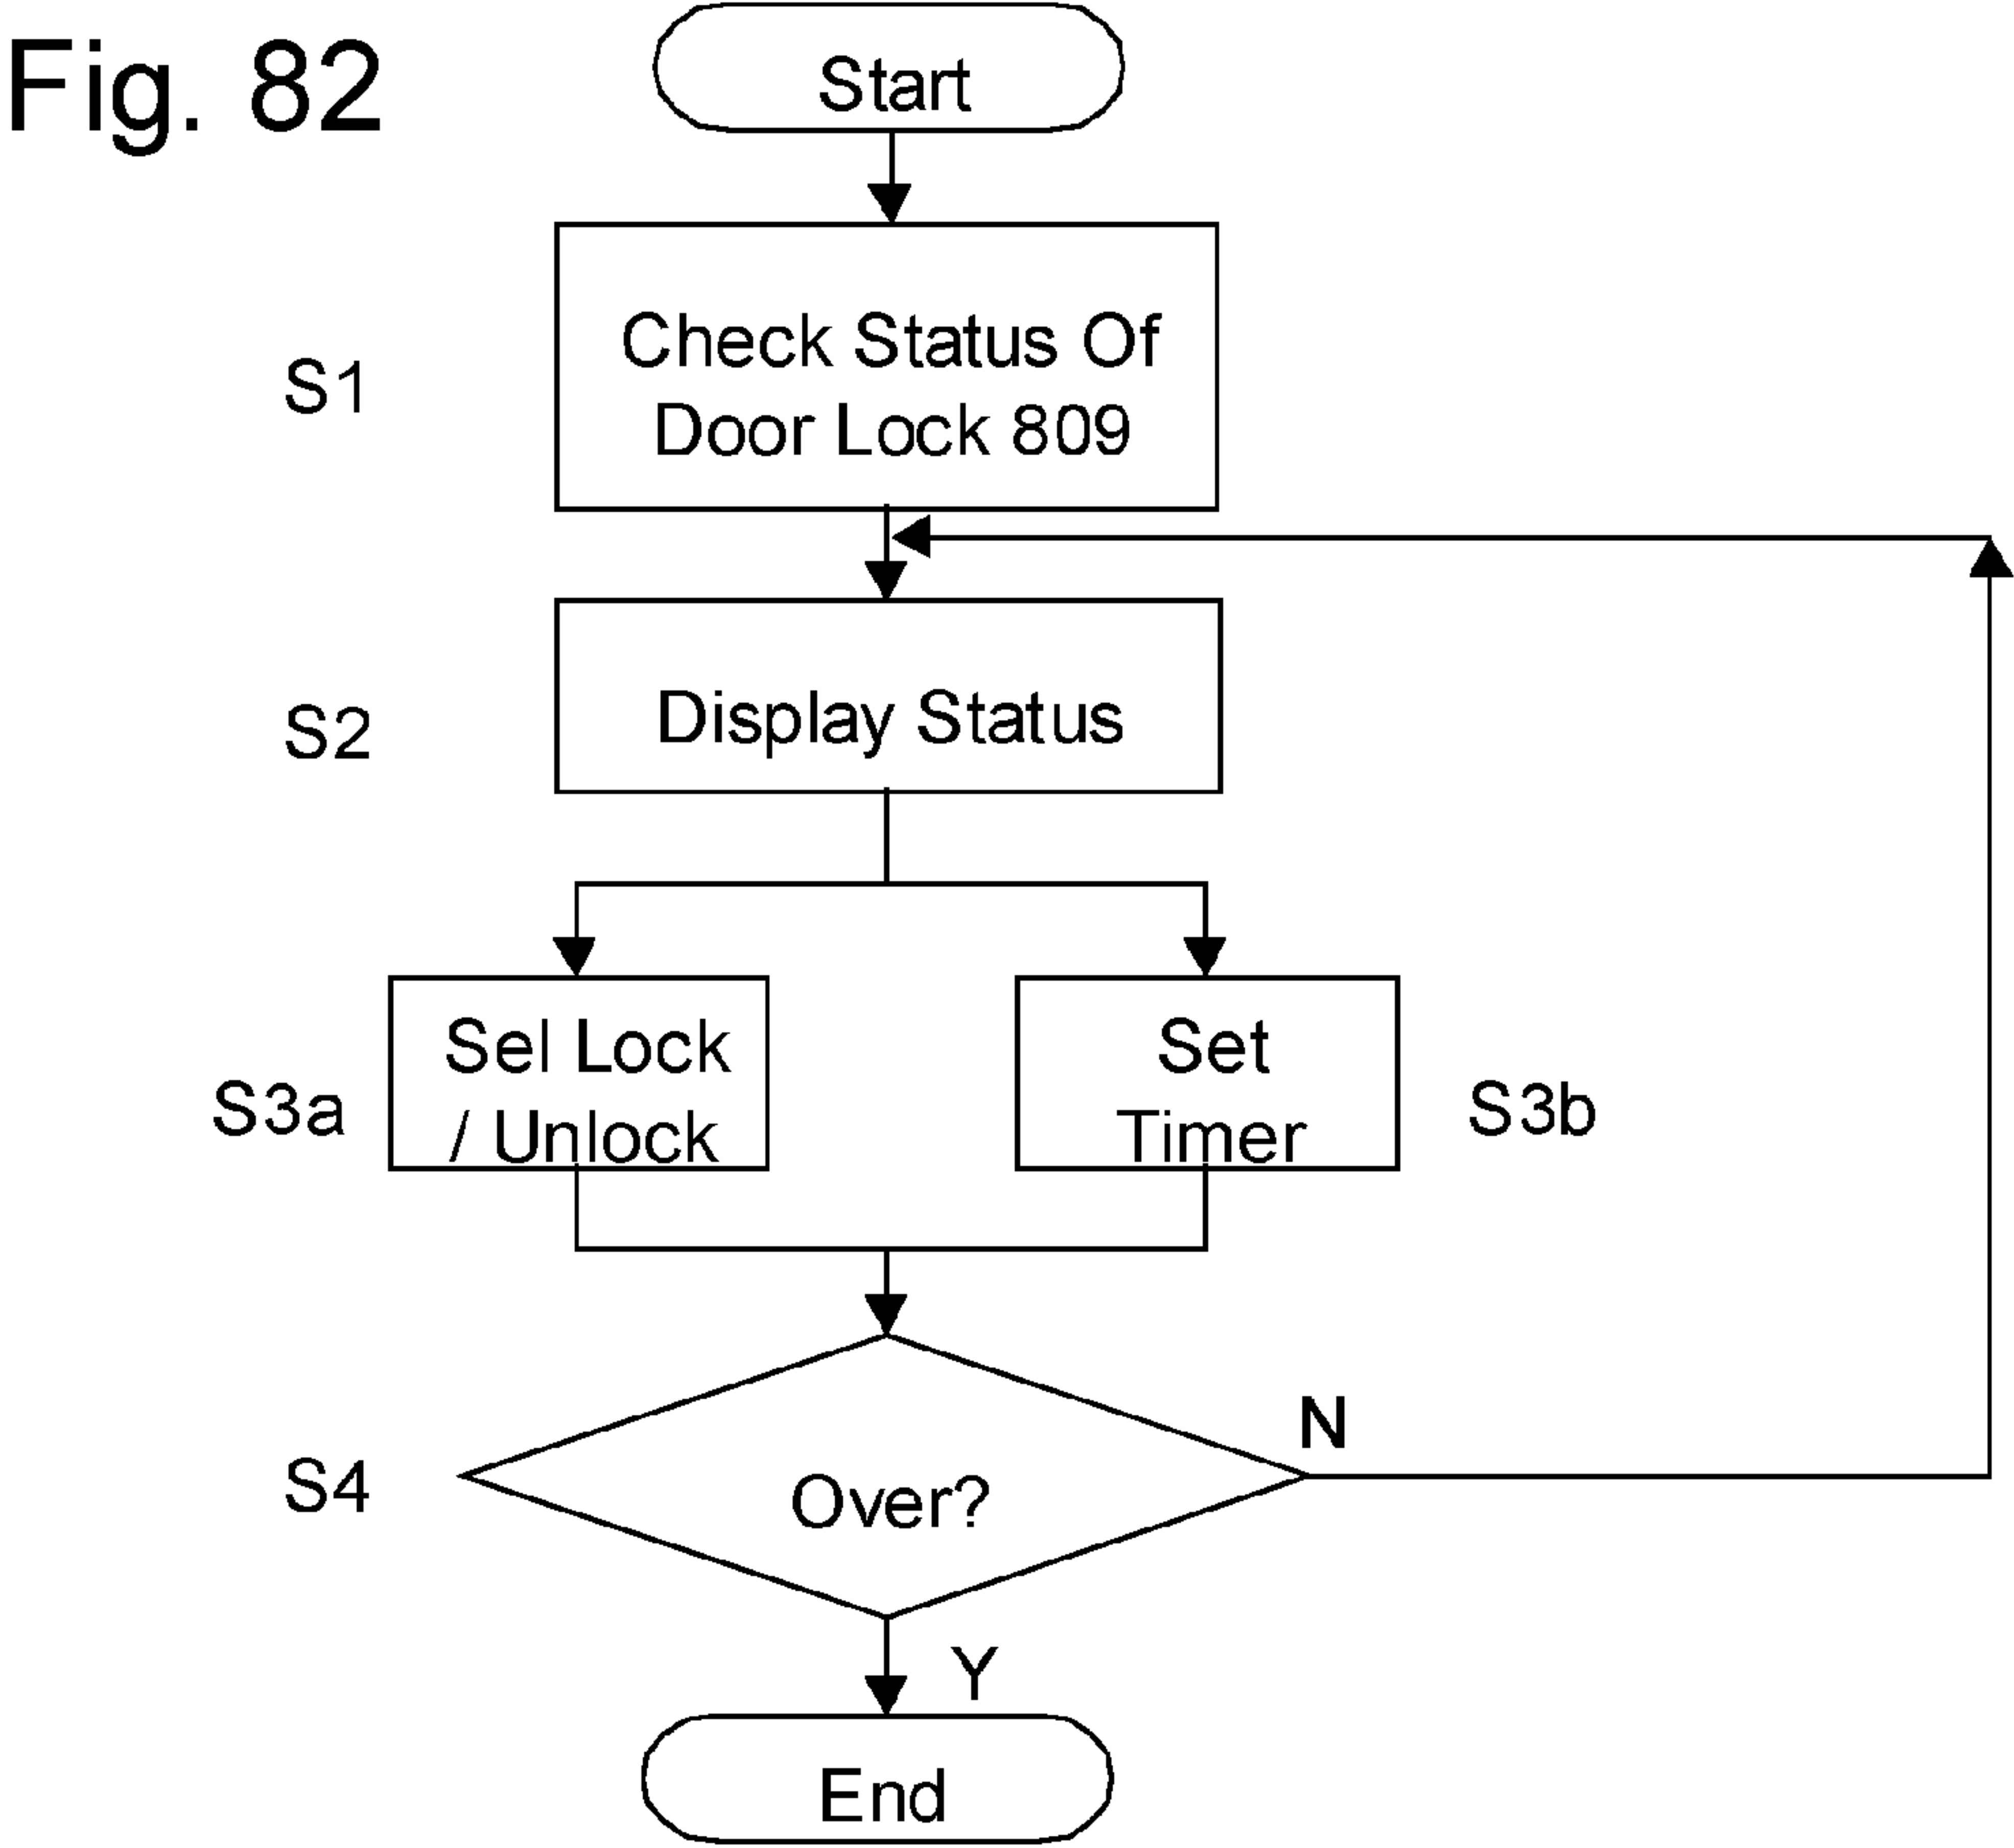 Fig. 82
Start
S1
Check Status Of
Door Lock 809
S2
Display Status
S3a
Sel Lock
/ Unlock
Set
Timer
S3b
S4
Over?
N
Y
End